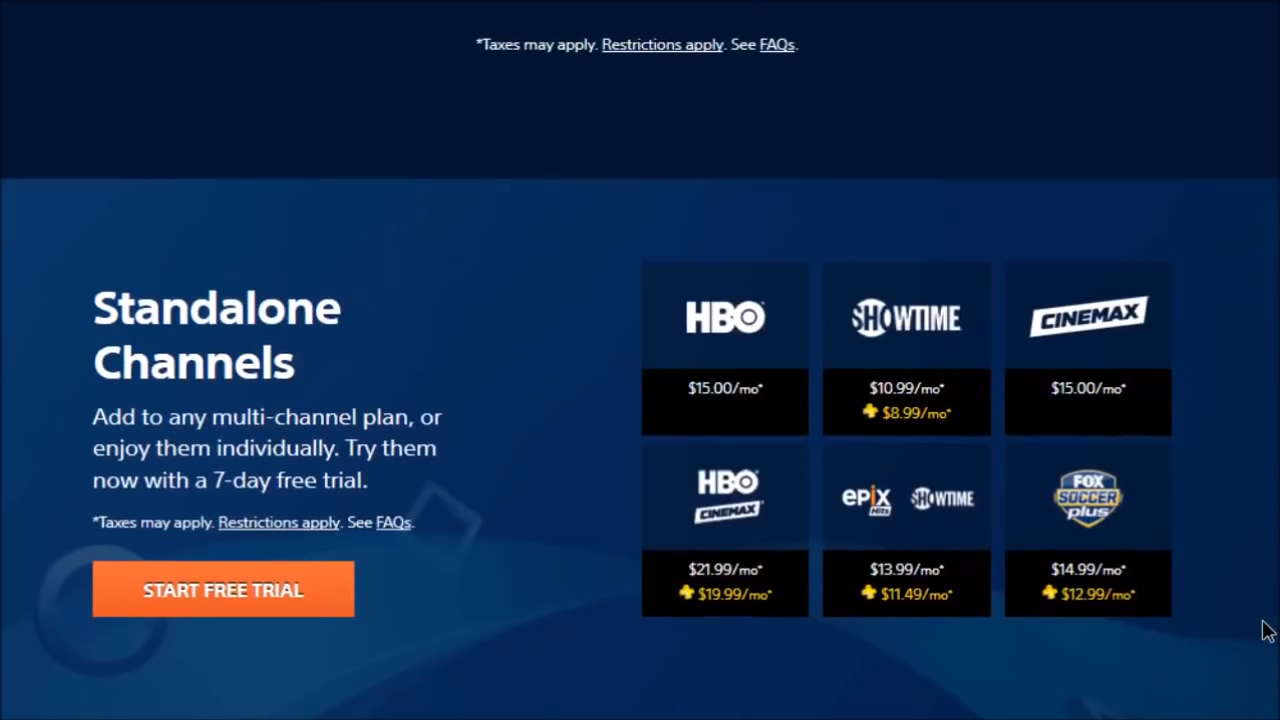 *Taxes may apply. Restrictions apply. See FAQs.
Standalone
Channels
Add to any multi-channel plan, or
enjoy them individually. Try them
now with a 7-day free trial.
*Taxes may apply. Restrictions apply. See FAQs.
START FREE TRIAL
HBO
$15.00/mo*
SHOWTIME
$10.99/mo*
$8.99/mo*
CINEMAX
$15.00/mo*
HBO
CINEMAX
$21.99/mo*
$19.99/mo*
epix
Hits
SHOWTIME
$13.99/mo*
$11.49/mo*
FOX
SOCCER
plus
$14.99/mo*
$12.99/mo*